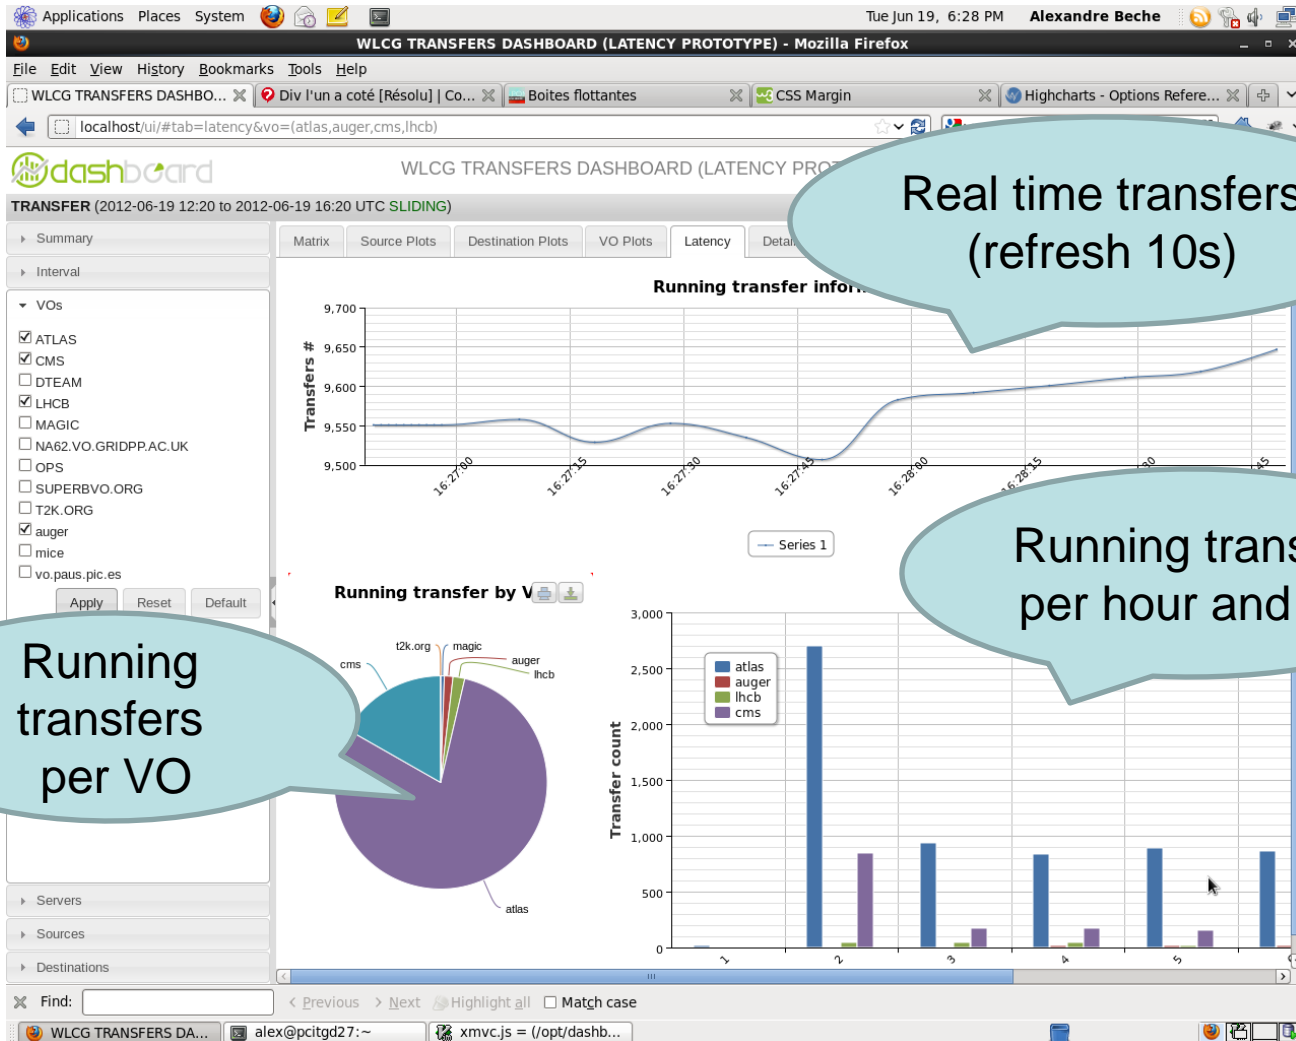 Applications Places System
Tue Jun 19, 6:28 PM Alexandre Beche
WLCG TRANSFERS DASHBOARD (LATENCY PROTOTYPE) - Mozilla Firefox
File Edit View History Bookmarks Tools Help
WLCG TRANSFERS DASHBO...
Div l'un a coté [Résolu] | Co...
Boites flottantes
CSS Margin
Highcharts - Options Refere...
localhost/ui/#tab=latency&vo=(atlas,auger,cms,lhcb)
dashboard
WLCG TRANSFERS DASHBOARD (LATENCY PROT
TRANSFER (2012-06-19 12:20 to 2012-06-19 16:20 UTC SLIDING)
Real time transfers
(refresh 10s)
Summary
Interval
VOs
ATLAS
CMS
DTEAM
LHCB
MAGIC
NA62.VO.GRIDPP.AC.UK
OPS
SUPERBVO.ORG
T2K.ORG
auger
mice
vo.paus.pic.es
Apply Reset Default
Servers
Sources
Destinations
Matrix Source Plots Destination Plots VO Plots Latency Detai
Running transfer infor
Transfers #
9,700
9,650
9,600
9,550
9,500
16:27:00 16:27:15 16:27:30 16:27:45 16:28:00 16:28:15 30 45
Series 1
Running trans
per hour and
Running transfer by V
Running
transfers
per VO
t2k.org
magic
auger
lhcb
cms
atlas
Transfer count
3,000
2,500
2,000
1,500
1,000
500
0
atlas
auger
lhcb
cms
1 2 3 4 5
Find: Previous Next Highlight all Match case
WLCG TRANSFERS DA...
alex@pcitgd27:~
xmvc.js = (/opt/dashb...